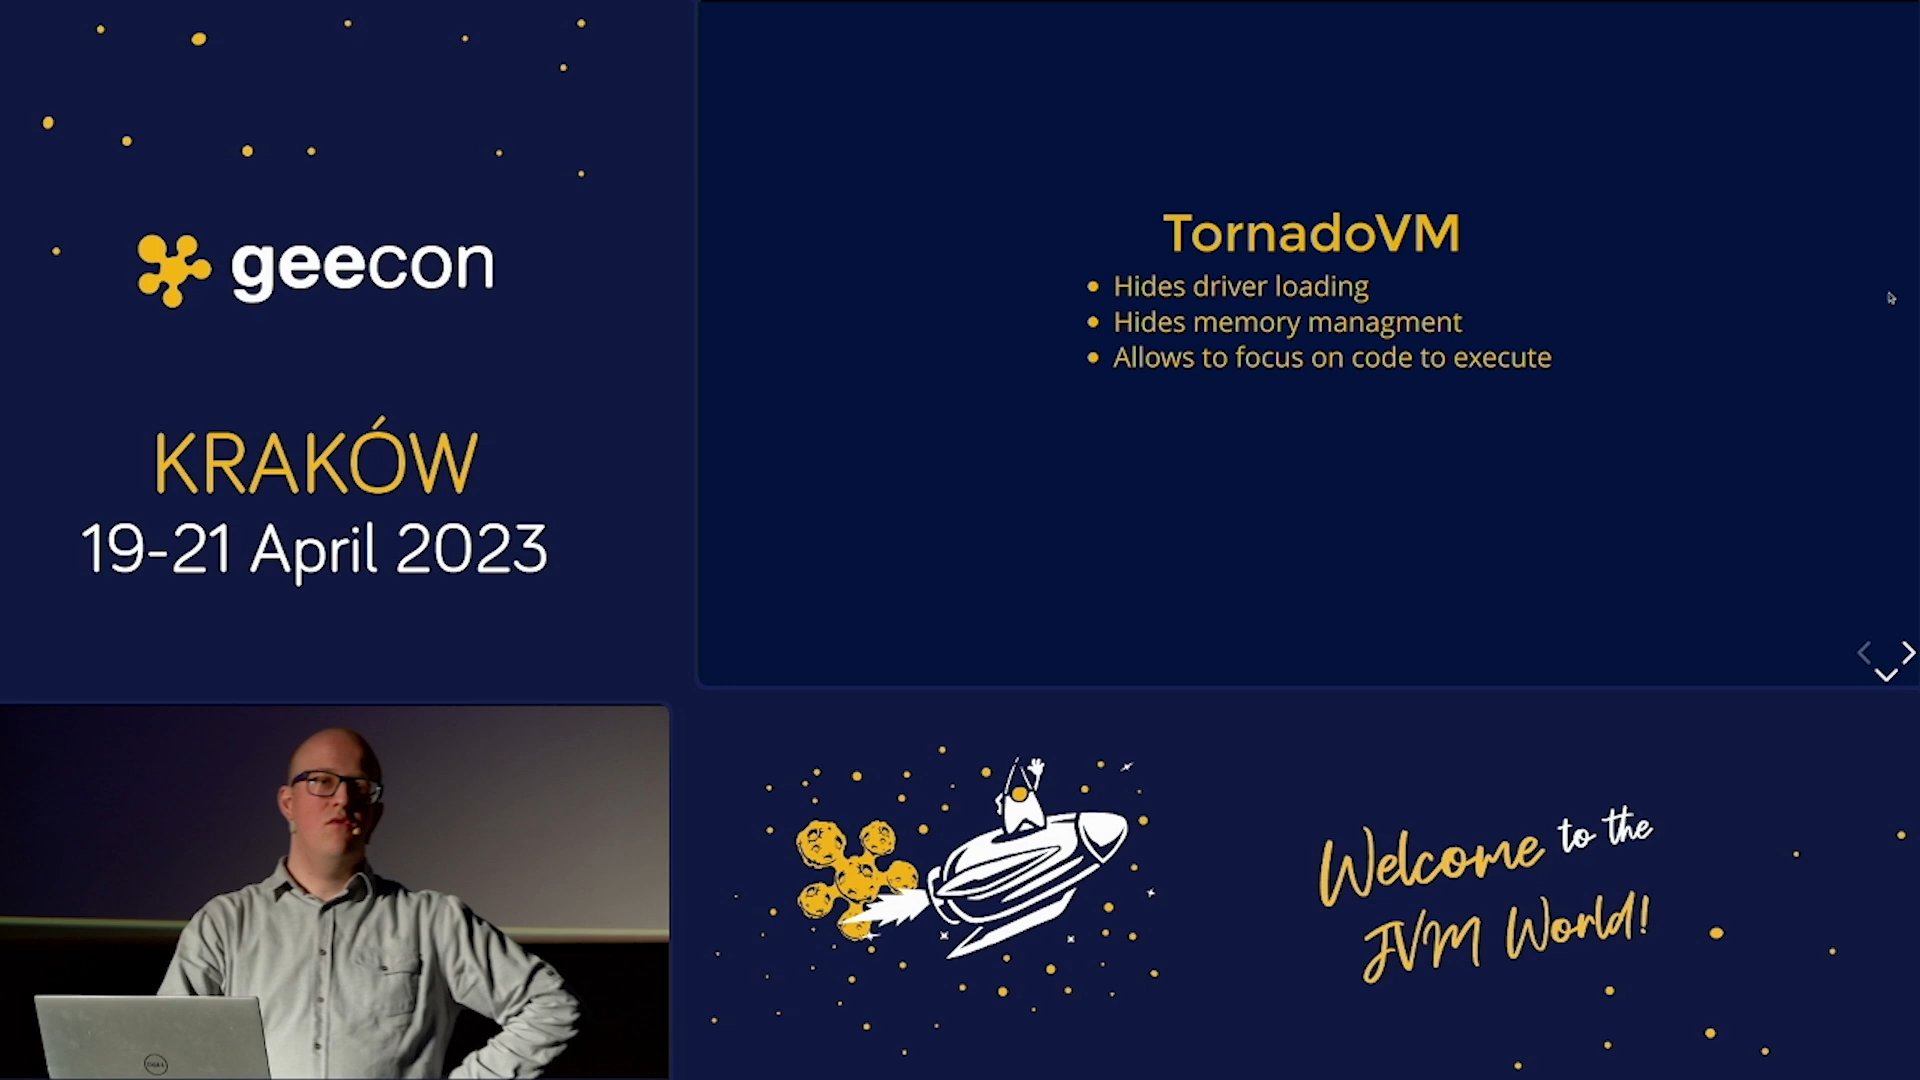 geecon
KRAKÓW
19-21 April 2023
TornadoVM
Hides driver loading
Hides memory managment
Allows to focus on code to execute
DELL
Welcome to the
JVM World!